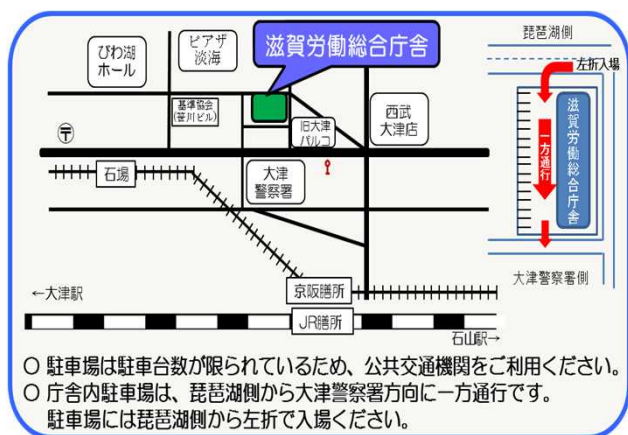 滋賀労働総合庁舎
ピアザ
淡海
びわ湖
ホール
基準協会
(笹川ビル)
旧大津
パルコ
西武
大津店
〒
石場
大津
警察署
京阪膳所
←大津駅
JR膳所
石山駅→
琵琶湖側
左折入場
一方通行
滋賀労働総合庁舎
大津警察署側
○ 駐車場は駐車台数が限られているため、公共交通機関をご利用ください。
○ 庁舎内駐車場は、琵琶湖側から大津警察署方向に一方通行です。
駐車場には琵琶湖側から左折で入場ください。